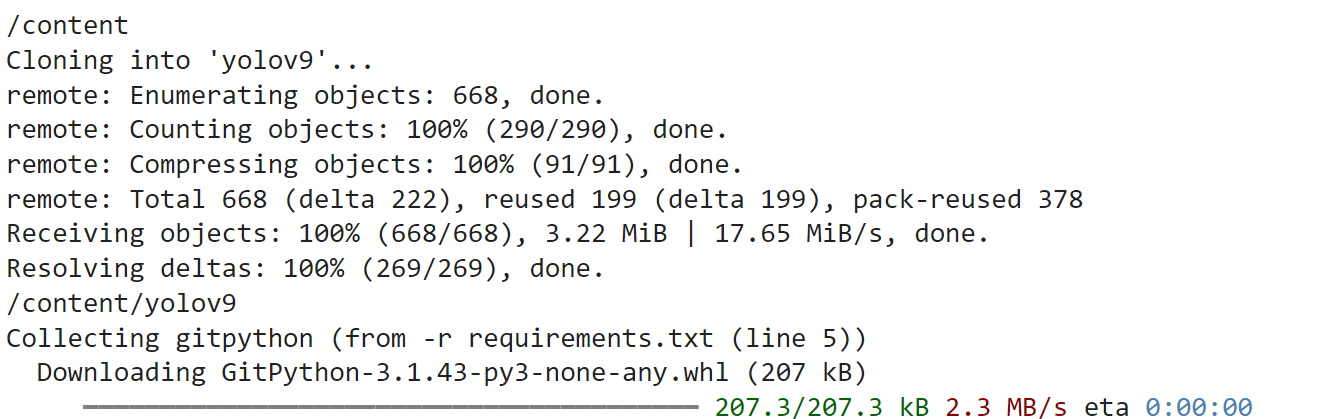 /content
Cloning into 'yolov9'...
remote: Enumerating objects: 668, done.
remote: Counting objects: 100% (290/290), done.
remote: Compressing objects: 100% (91/91), done.
remote: Total 668 (delta 222), reused 199 (delta 199), pack-reused 378
Receiving objects: 100% (668/668), 3.22 MiB | 17.65 MiB/s, done.
Resolving deltas: 100% (269/269), done.
/content/yolov9
Collecting gitpython (from -r requirements.txt (line 5))
  Downloading GitPython-3.1.43-py3-none-any.whl (207 kB)
207.3/207.3 kB 2.3 MB/s eta 0:00:00